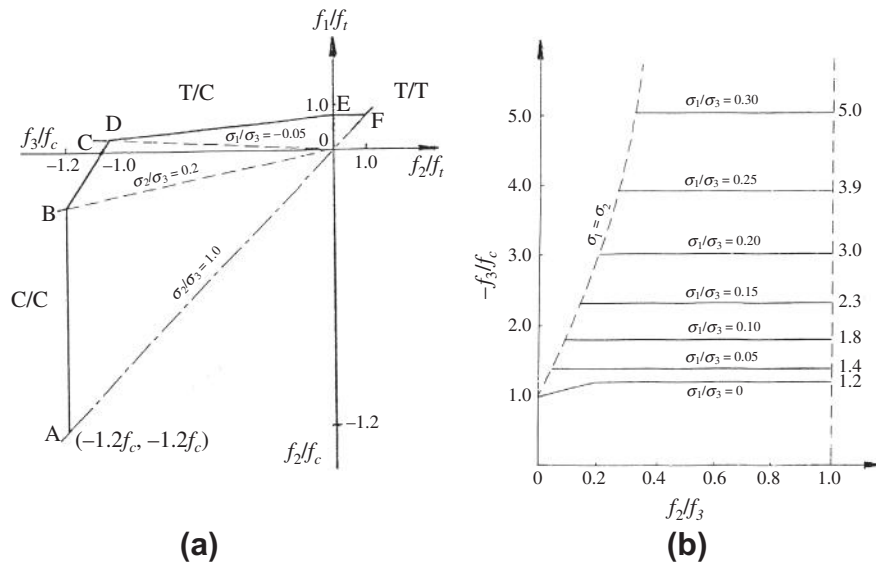 f₁/fₜ
T/C
T/T
D
E
1.0
F
C
f₃/f_c
σ₁/σ₃ = −0.05
0
−1.2
−1.0
1.0
f₂/fₜ
σ₂/σ₃ = 0.2
B
C/C
σ₂/σ₃ = 1.0
A
(−1.2f_c, −1.2f_c)
−1.2
f₂/f_c
(a)
−f₃/f_c
5.0
4.0
3.0
2.0
1.0
σ₁ = σ₂
σ₁/σ₃ = 0.30
5.0
σ₁/σ₃ = 0.25
3.9
σ₁/σ₃ = 0.20
3.0
σ₁/σ₃ = 0.15
2.3
σ₁/σ₃ = 0.10
1.8
σ₁/σ₃ = 0.05
1.4
σ₁/σ₃ = 0
1.2
0
0.2
0.4
0.6
0.8
1.0
f₂/f₃
(b)